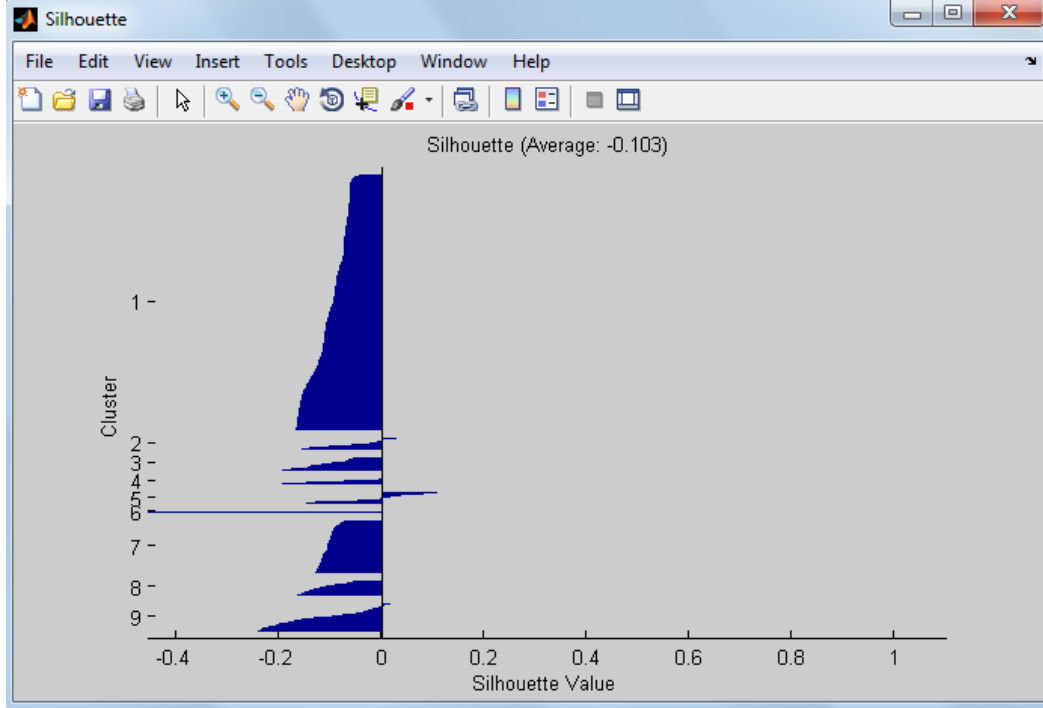 Silhouette
File Edit View Insert Tools Desktop Window Help
Silhouette (Average: -0.103)
Cluster
1
2
3
4
5
6
7
8
9
-0.4 -0.2 0 0.2 0.4 0.6 0.8 1
Silhouette Value